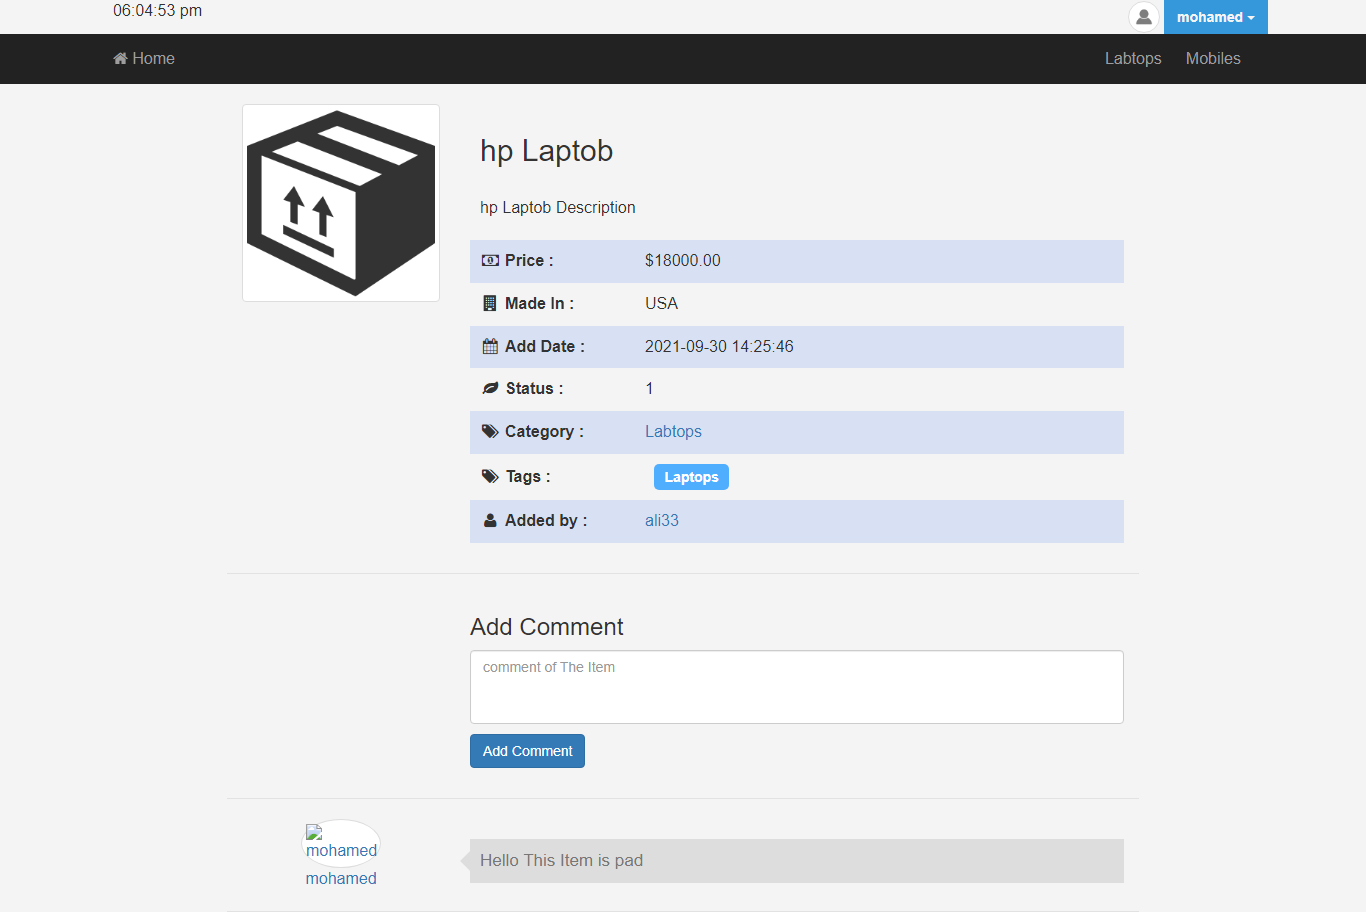 06:04:53 pm
mohamed
Home
Labtops
Mobiles
hp Laptob
hp Laptob Description
Price : $18000.00
Made In : USA
Add Date : 2021-09-30 14:25:46
Status : 1
Category : Labtops
Tags : Laptops
Added by : ali33
Add Comment
comment of The Item
Add Comment
mohamed
mohamed
Hello This Item is pad